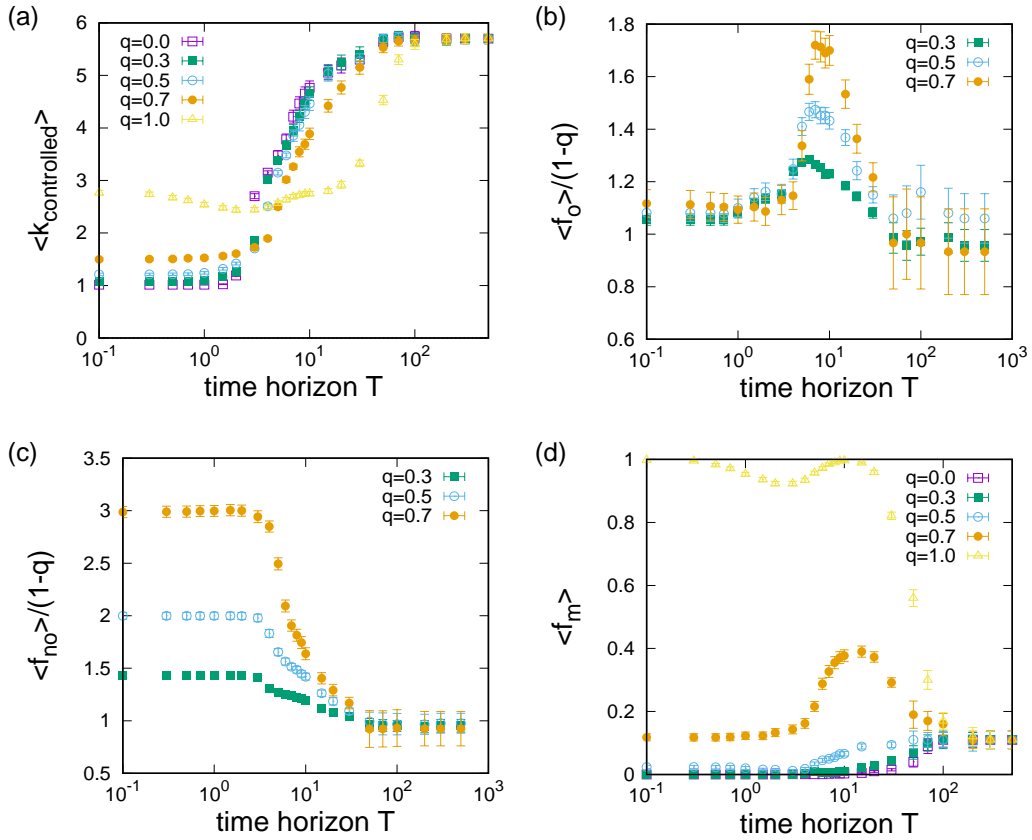 (a)
<k_controlled>
6
5
4
3
2
1
0
q=0.0
q=0.3
q=0.5
q=0.7
q=1.0
10^-1
10^0
10^1
10^2
time horizon T
(b)
<f_o>/(1-q)
1.8
1.6
1.4
1.2
1
0.8
0.6
q=0.3
q=0.5
q=0.7
10^-1
10^0
10^1
10^2
10^3
time horizon T
(c)
<f_no>/(1-q)
3.5
3
2.5
2
1.5
1
0.5
q=0.3
q=0.5
q=0.7
10^-1
10^0
10^1
10^2
10^3
time horizon T
(d)
<f_m>
1
0.8
0.6
0.4
0.2
0
q=0.0
q=0.3
q=0.5
q=0.7
q=1.0
10^-1
10^0
10^1
10^2
time horizon T